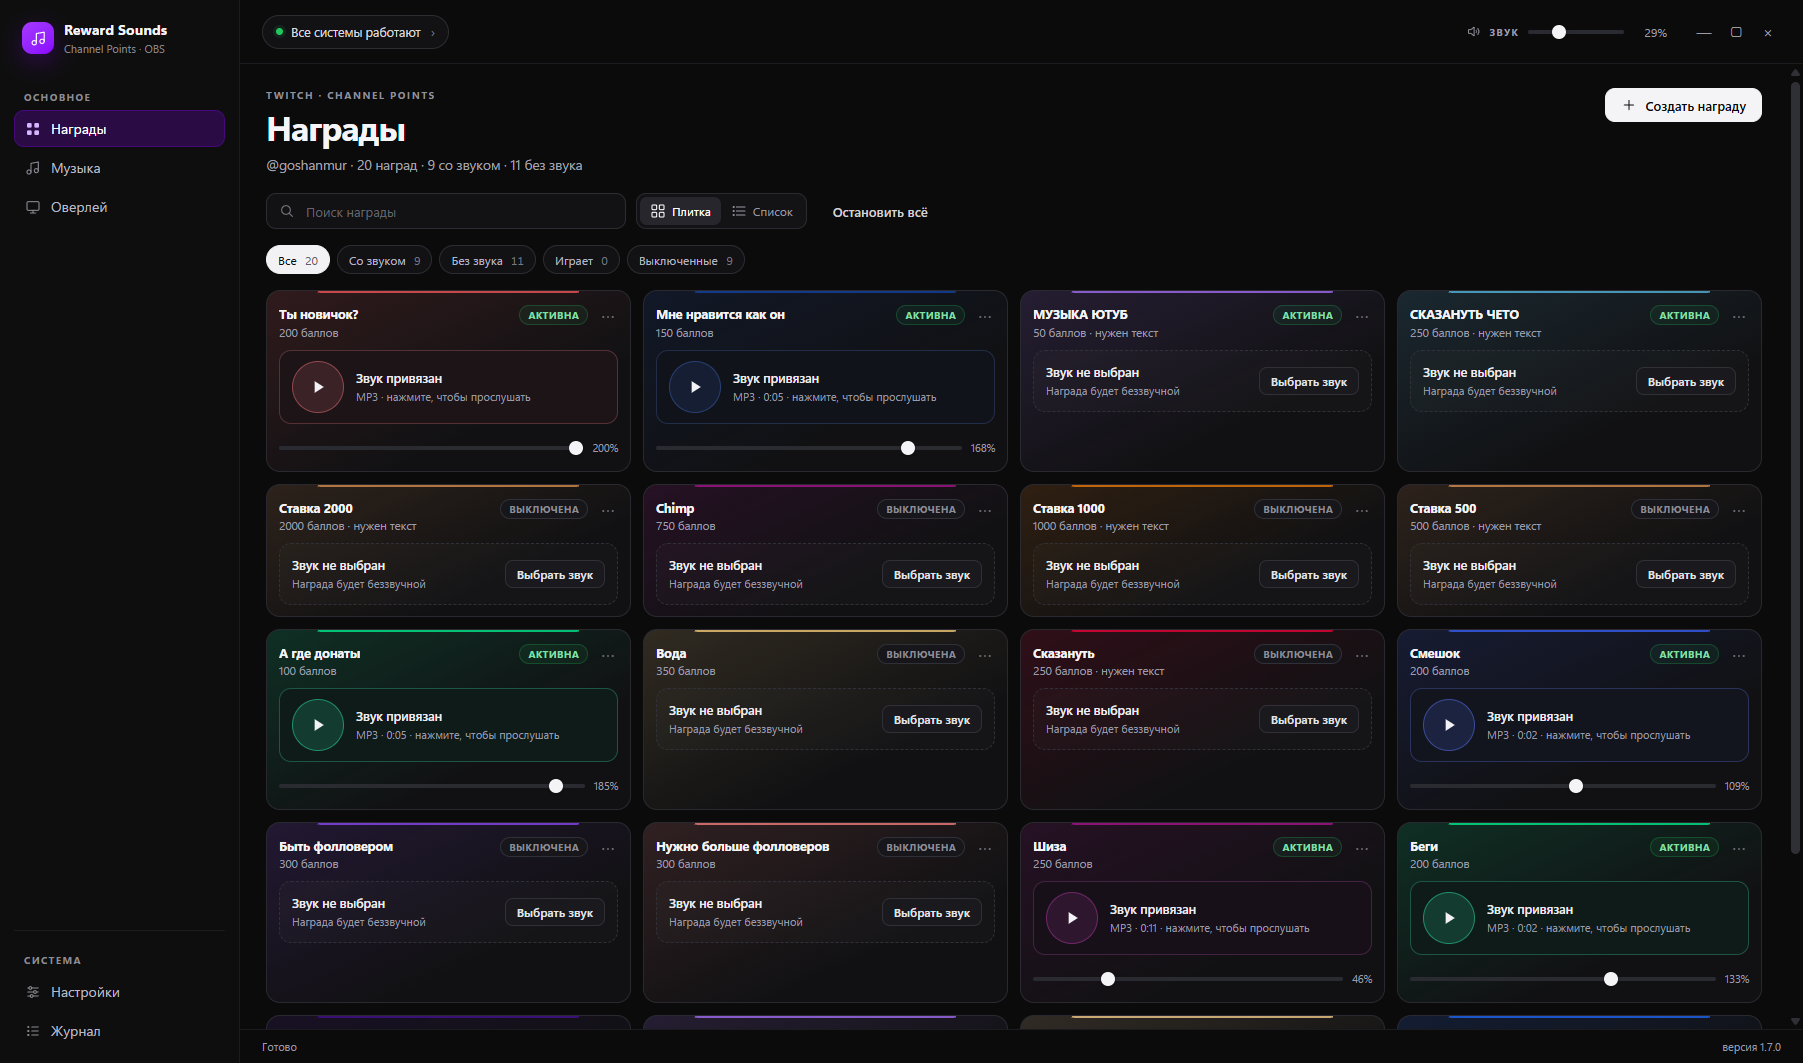 Reward Sounds
Channel Points · OBS
ОСНОВНОЕ
Награды
Музыка
Оверлей
СИСТЕМА
Настройки
Журнал
Все системы работают ›
ЗВУК 29%
TWITCH · CHANNEL POINTS
Награды
@goshanmur · 20 наград · 9 со звуком · 11 без звука
+ Создать награду
Поиск награды
Плитка
Список
Остановить всё
Все 20
Со звуком 9
Без звука 11
Играет 0
Выключенные 9
Ты новичок?
АКТИВНА
200 баллов
Звук привязан
MP3 · нажмите, чтобы прослушать
200%
Мне нравится как он
АКТИВНА
150 баллов
Звук привязан
MP3 · 0:05 · нажмите, чтобы прослушать
168%
МУЗЫКА ЮТУБ
АКТИВНА
50 баллов · нужен текст
Звук не выбран
Награда будет беззвучной
Выбрать звук
СКАЗАНУТЬ ЧЕТО
АКТИВНА
250 баллов · нужен текст
Звук не выбран
Награда будет беззвучной
Выбрать звук
Ставка 2000
ВЫКЛЮЧЕНА
2000 баллов · нужен текст
Звук не выбран
Награда будет беззвучной
Выбрать звук
Chimp
ВЫКЛЮЧЕНА
750 баллов
Звук не выбран
Награда будет беззвучной
Выбрать звук
Ставка 1000
ВЫКЛЮЧЕНА
1000 баллов · нужен текст
Звук не выбран
Награда будет беззвучной
Выбрать звук
Ставка 500
ВЫКЛЮЧЕНА
500 баллов · нужен текст
Звук не выбран
Награда будет беззвучной
Выбрать звук
А где донаты
АКТИВНА
100 баллов
Звук привязан
MP3 · 0:05 · нажмите, чтобы прослушать
185%
Вода
ВЫКЛЮЧЕНА
350 баллов
Звук не выбран
Награда будет беззвучной
Выбрать звук
Сказануть
ВЫКЛЮЧЕНА
250 баллов · нужен текст
Звук не выбран
Награда будет беззвучной
Выбрать звук
Смешок
АКТИВНА
200 баллов
Звук привязан
MP3 · 0:02 · нажмите, чтобы прослушать
109%
Быть фолловером
ВЫКЛЮЧЕНА
300 баллов
Звук не выбран
Награда будет беззвучной
Выбрать звук
Нужно больше фолловеров
ВЫКЛЮЧЕНА
300 баллов
Звук не выбран
Награда будет беззвучной
Выбрать звук
Шиза
АКТИВНА
250 баллов
Звук привязан
MP3 · 0:11 · нажмите, чтобы прослушать
46%
Беги
АКТИВНА
200 баллов
Звук привязан
MP3 · 0:02 · нажмите, чтобы прослушать
133%
Готово
версия 1.7.0